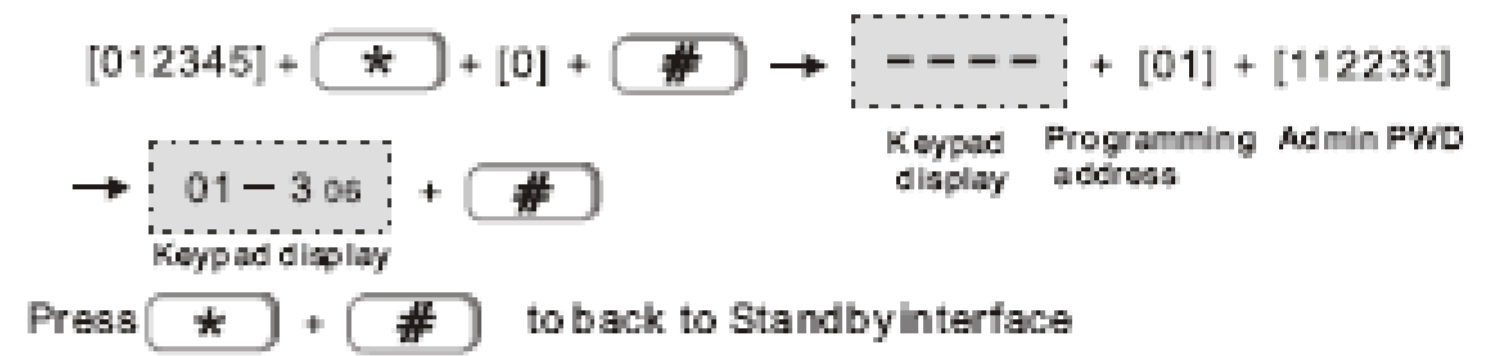 [012345] + * + [0] + # → – – – – + [01] + [112233]
Keypad display Programming address Admin PWD
→ 01 – 3 06 + #
Keypad display
Press * + # to back to Standby interface